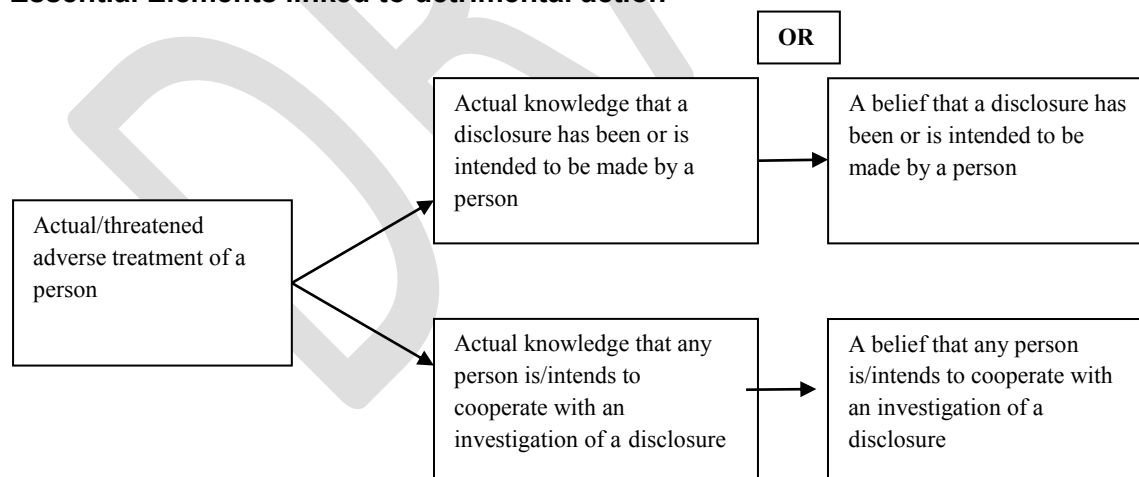 Essential Elements linked to detrimental action
OR
Actual/threatened
adverse treatment of a
person
Actual knowledge that a
disclosure has been or is
intended to be made by a
person
A belief that a disclosure has
been or is intended to be
made by a person
Actual knowledge that any
person is/intends to
cooperate with an
investigation of a disclosure
A belief that any person
is/intends to cooperate with
an investigation of a
disclosure